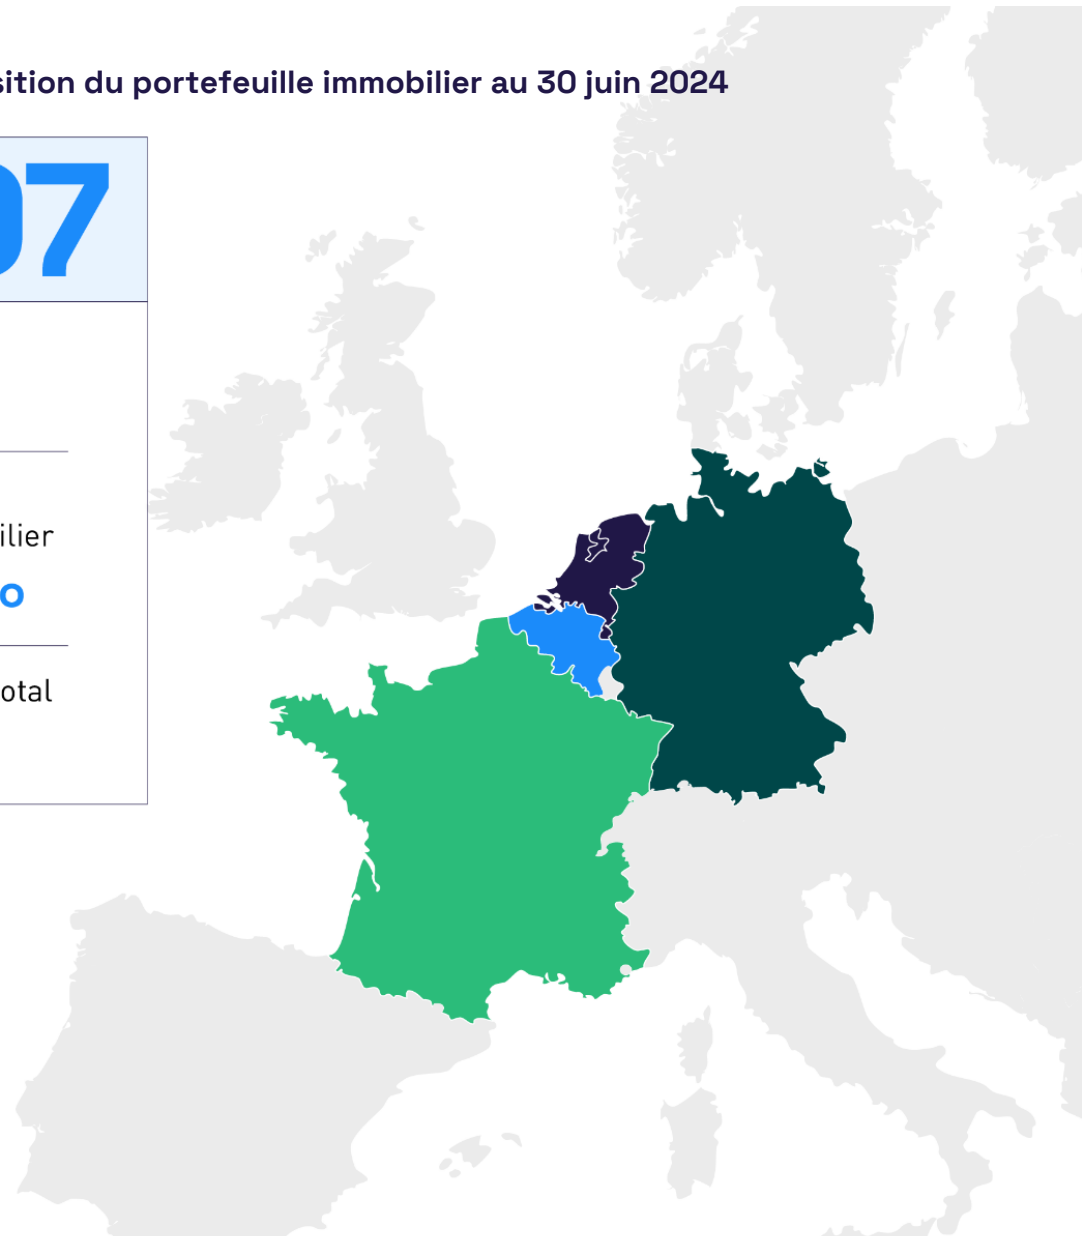 sition du portefeuille immobilier au 30 juin 2024
07
ilier
o
otal